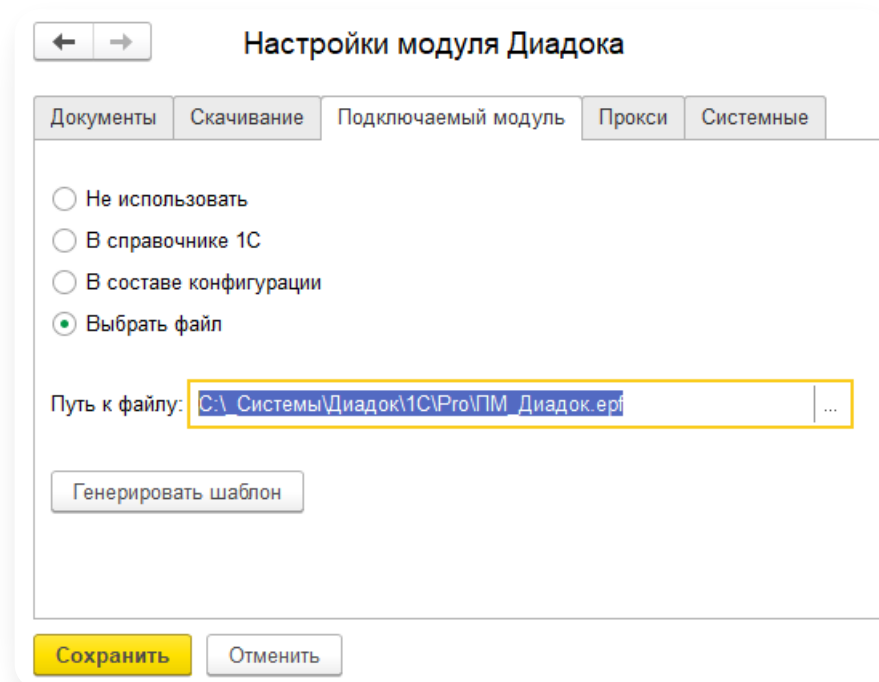 Настройки модуля Диадока
Документы Скачивание Подключаемый модуль Прокси Системные
Не использовать
В справочнике 1С
В составе конфигурации
Выбрать файл
Путь к файлу: C:\_Системы\Диадок\1С\Pro\ПМ_Диадок.epf ...
Генерировать шаблон
Сохранить Отменить